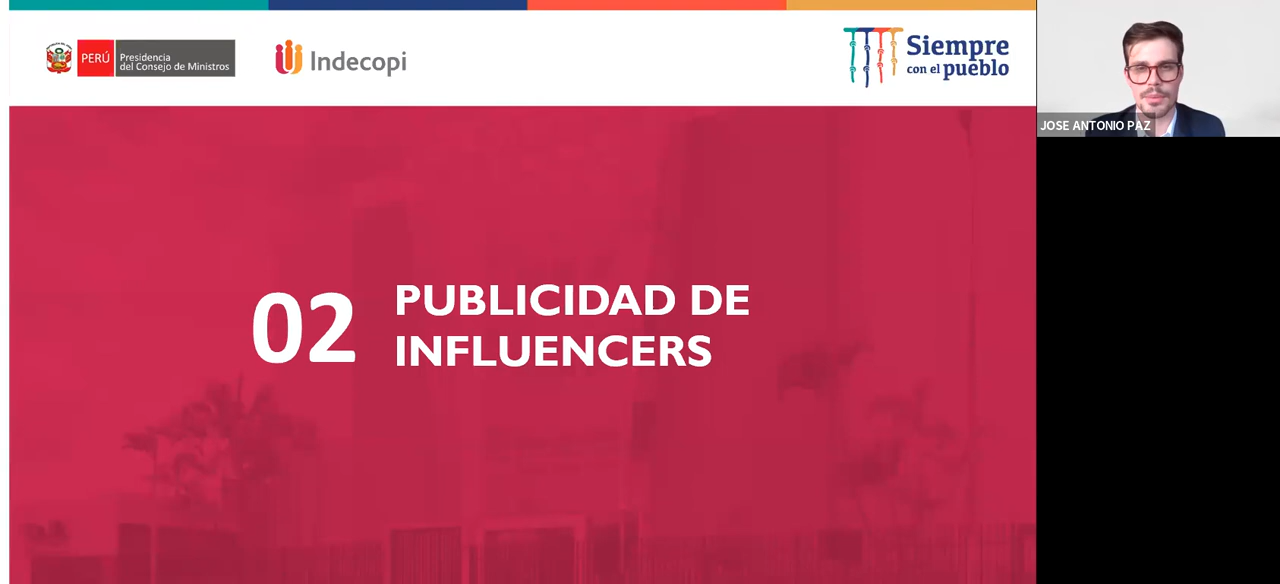 PERÚ
Presidencia
del Consejo de Ministros
Indecopi
Siempre
con el pueblo
JOSE ANTONIO PAZ
02
PUBLICIDAD DE
INFLUENCERS